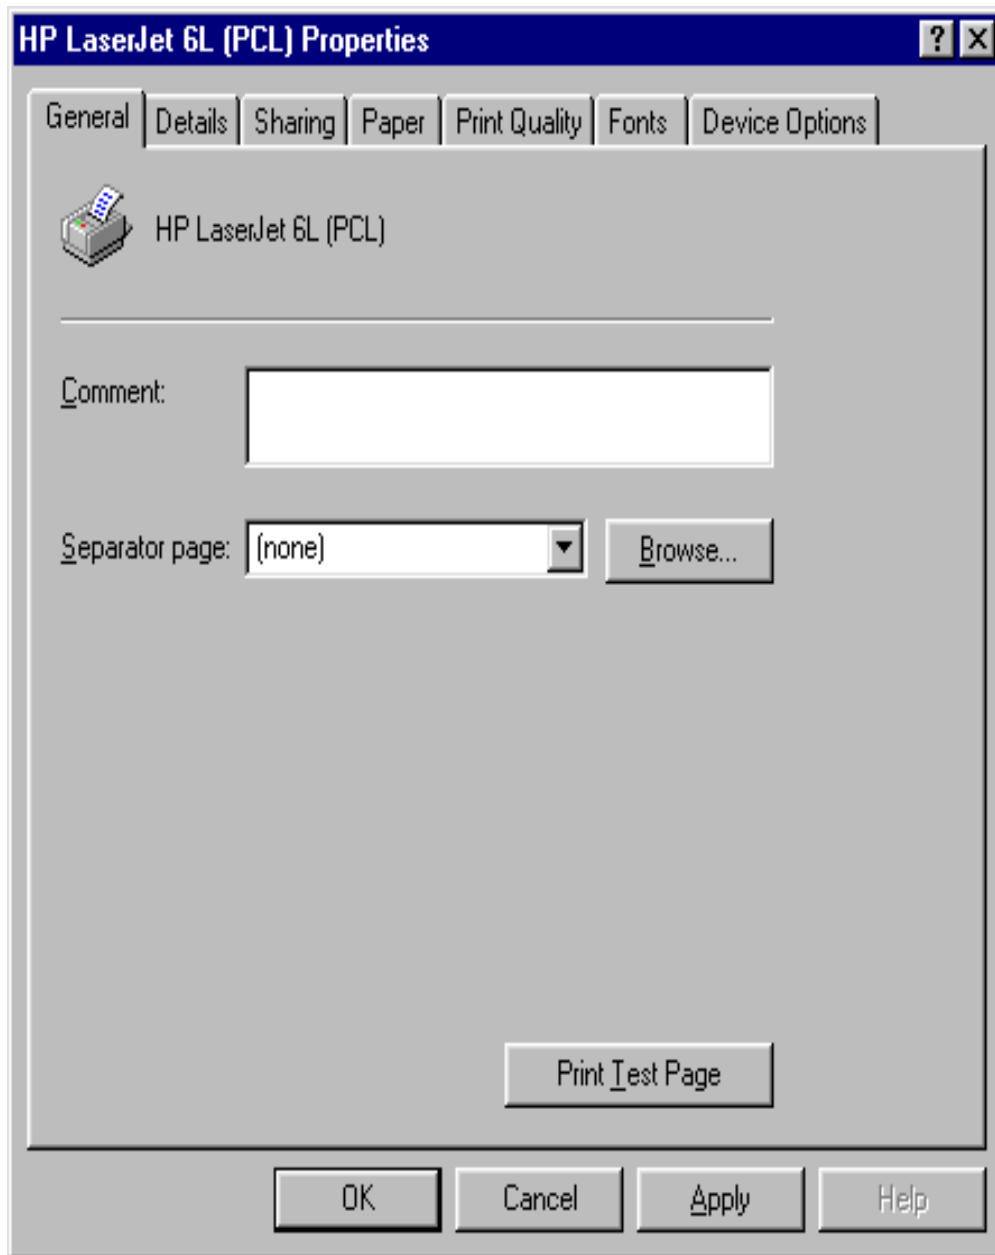 HP LaserJet 6L (PCL) Properties
General Details Sharing Paper Print Quality Fonts Device Options
HP LaserJet 6L (PCL)
Comment:
Separator page: (none) Browse...
Print Test Page
OK Cancel Apply Help